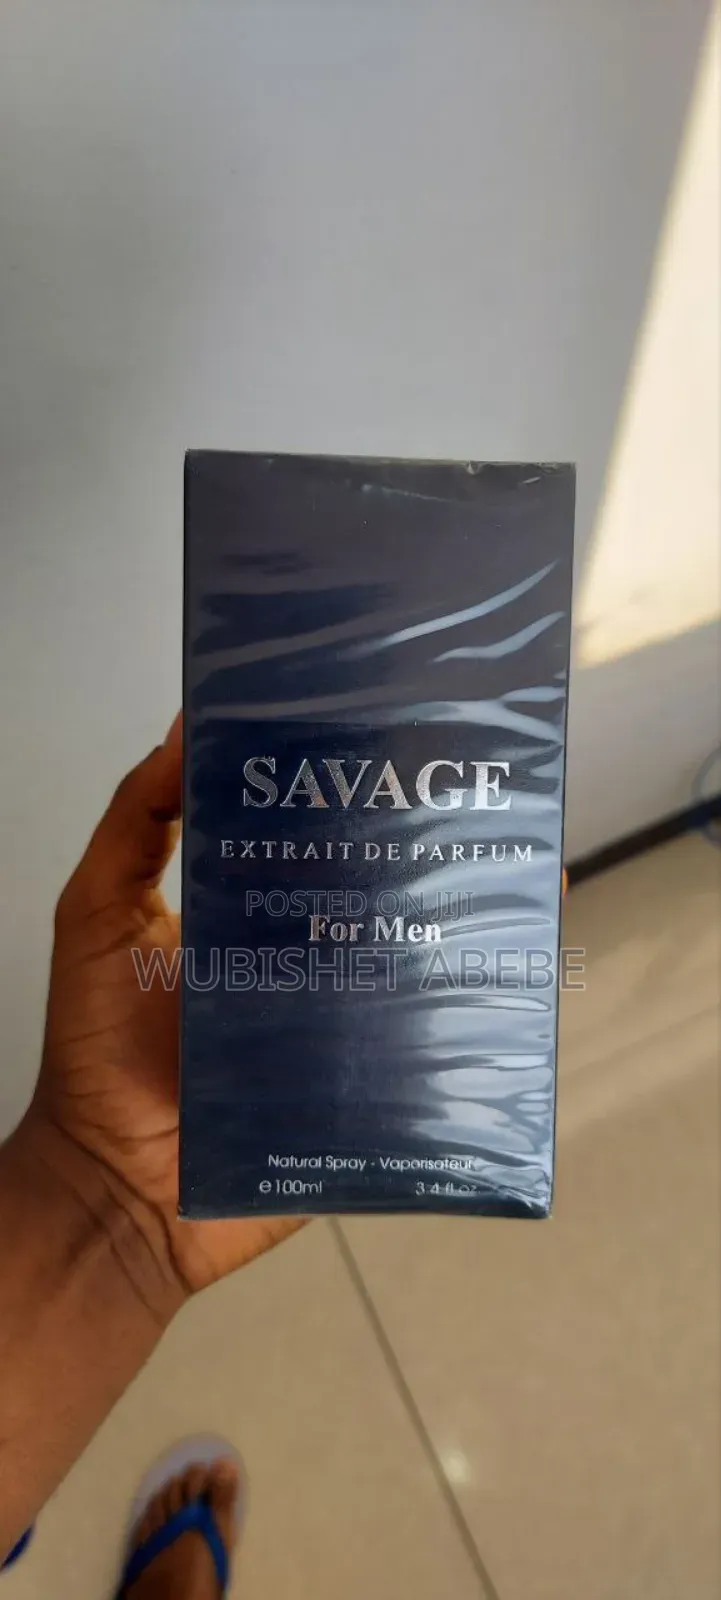 SAVAGE
EXTRAIT DE PARFUM
POSTED ON JIJI
For Men
WUBISHET ABEBE
Natural Spray - Vaporisateur
e100ml 3.4 fl.oz